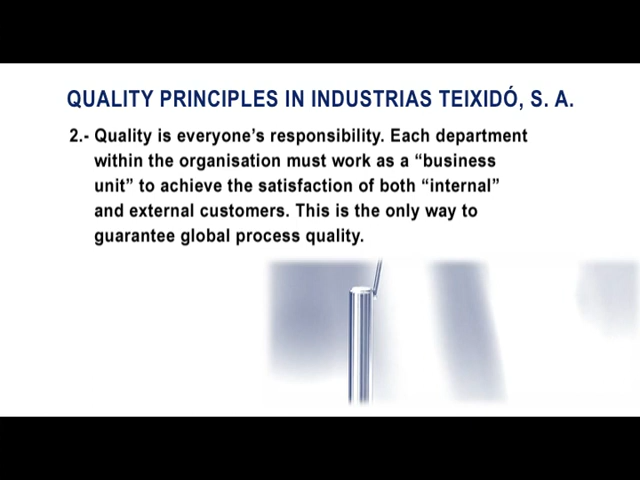 QUALITY PRINCIPLES IN INDUSTRIAS TEIXIDÓ, S. A.
2.- Quality is everyone’s responsibility. Each department
within the organisation must work as a “business
unit” to achieve the satisfaction of both “internal”
and external customers. This is the only way to
guarantee global process quality.